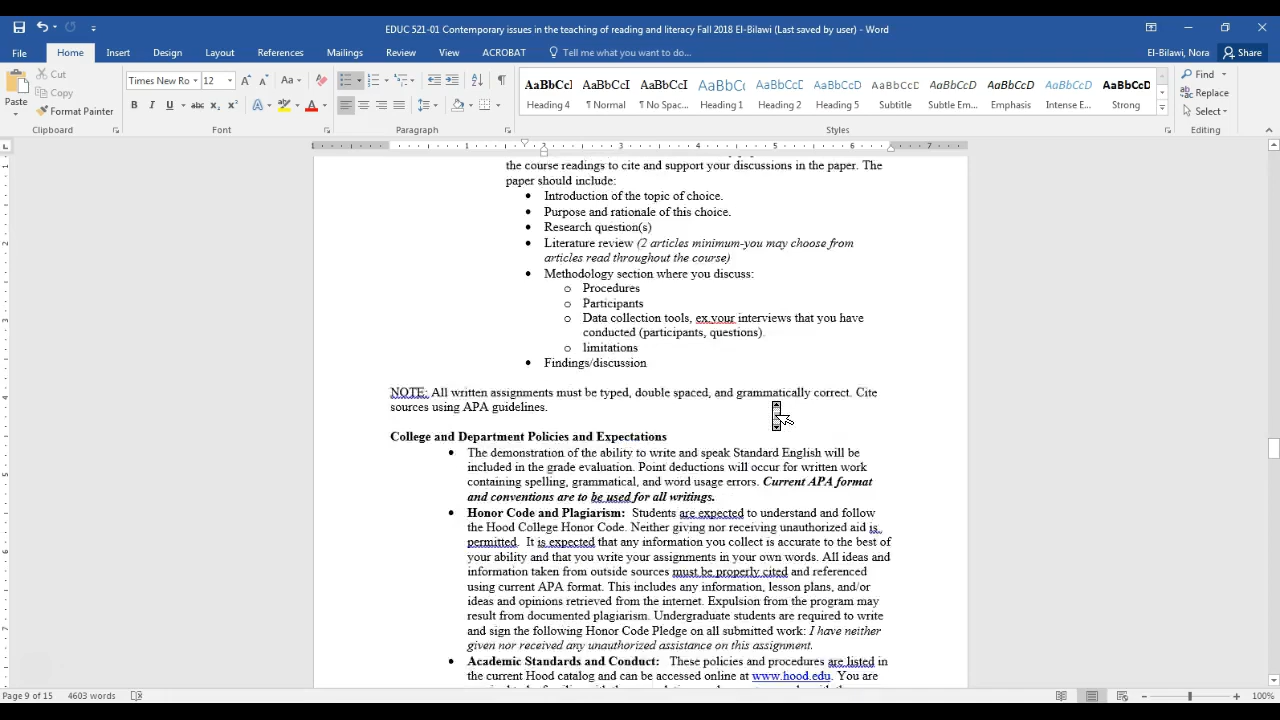 EDUC 521-01 Contemporary issues in the teaching of reading and literacy Fall 2018 El-Bilawi (Last saved by user) - Word
File Home Insert Design Layout References Mailings Review View ACROBAT Tell me what you want to do... El-Bilawi, Nora Share
Paste Cut Copy Format Painter
Times New Ro 12
AaBbCcI AaBbCcI AaBbCcI AaBbCcI AaBbCcI AaBbCcI AaBbCcI AaBbCcI AaBbCcI AaBbCcI AaBbCcI
Heading 4 ¶ Normal ¶ No Spac... Heading 1 Heading 2 Heading 5 Subtitle Subtle Em... Emphasis Intense E... Strong
Find Replace Select
Clipboard Font Paragraph Styles Editing
1 2 3 4 5 6 7
the course readings to cite and support your discussions in the paper. The
paper should include:
• Introduction of the topic of choice.
• Purpose and rationale of this choice.
• Research question(s)
• Literature review (2 articles minimum-you may choose from
articles read throughout the course)
• Methodology section where you discuss:
o Procedures
o Participants
o Data collection tools, ex.your interviews that you have
conducted (participants, questions).
o limitations
• Findings/discussion
NOTE: All written assignments must be typed, double spaced, and grammatically correct. Cite
sources using APA guidelines.
College and Department Policies and Expectations
• The demonstration of the ability to write and speak Standard English will be
included in the grade evaluation. Point deductions will occur for written work
containing spelling, grammatical, and word usage errors. Current APA format
and conventions are to be used for all writings.
• Honor Code and Plagiarism: Students are expected to understand and follow
the Hood College Honor Code. Neither giving nor receiving unauthorized aid is
permitted. It is expected that any information you collect is accurate to the best of
your ability and that you write your assignments in your own words. All ideas and
information taken from outside sources must be properly cited and referenced
using current APA format. This includes any information, lesson plans, and/or
ideas and opinions retrieved from the internet. Expulsion from the program may
result from documented plagiarism. Undergraduate students are required to write
and sign the following Honor Code Pledge on all submitted work: I have neither
given nor received any unauthorized assistance on this assignment.
• Academic Standards and Conduct: These policies and procedures are listed in
the current Hood catalog and can be accessed online at www.hood.edu. You are
Page 9 of 15 4603 words 100%